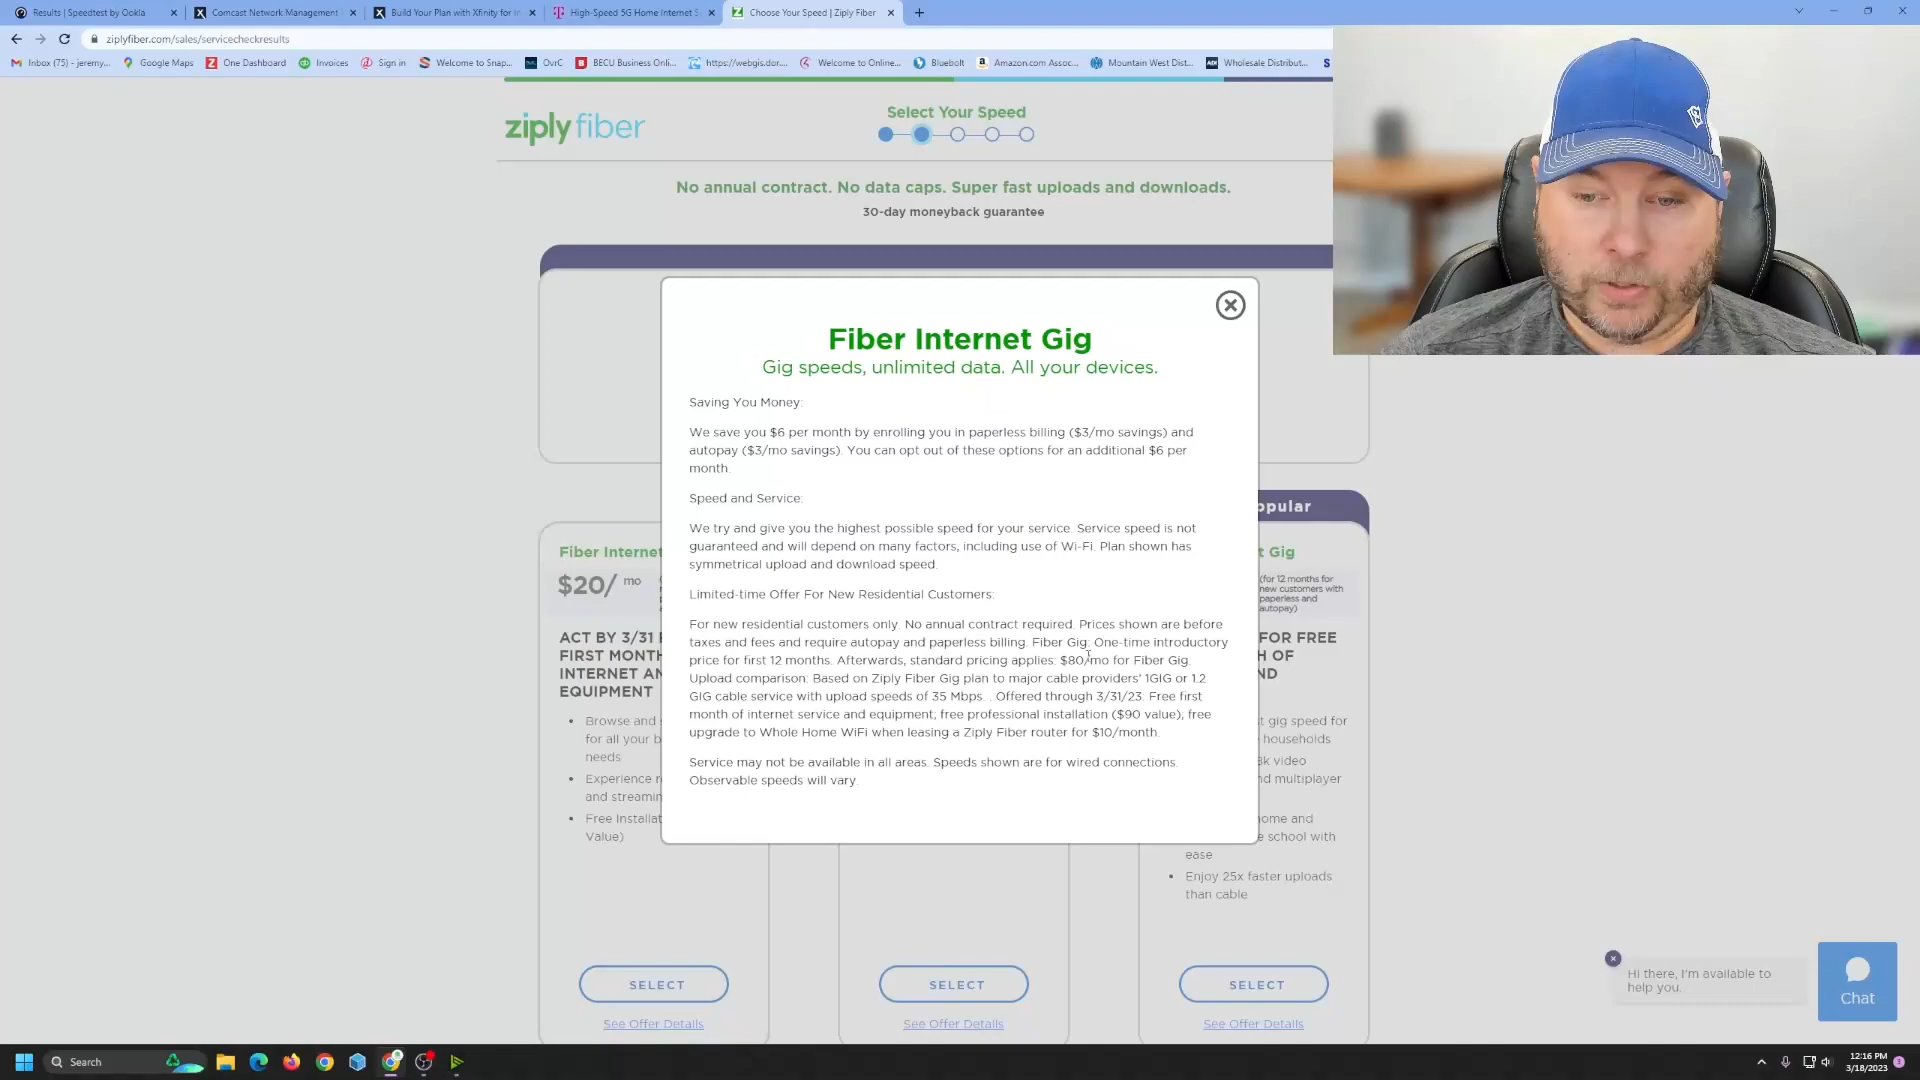 Results | Speedtest by Ookla
Comcast Network Management
Build Your Plan with Xfinity for In
High-Speed 5G Home Internet S
Choose Your Speed | Ziply Fiber
ziplyfiber.com/sales/servicecheckresults
Inbox (75) - jeremy...
Google Maps
One Dashboard
Invoices
Sign in
Welcome to Snap...
OvrC
BECU Business Onli...
https://webgis.dor....
Welcome to Online...
Bluebolt
Amazon.com Assoc...
Mountain West Dist...
Wholesale Distribut...
ziply fiber
Select Your Speed
No annual contract. No data caps. Super fast uploads and downloads.
30-day moneyback guarantee
Fiber Internet Gig
Gig speeds, unlimited data. All your devices.
Saving You Money:
We save you $6 per month by enrolling you in paperless billing ($3/mo savings) and
autopay ($3/mo savings). You can opt out of these options for an additional $6 per
month.
Speed and Service:
We try and give you the highest possible speed for your service. Service speed is not
guaranteed and will depend on many factors, including use of Wi-Fi. Plan shown has
symmetrical upload and download speed.
Limited-time Offer For New Residential Customers:
For new residential customers only. No annual contract required. Prices shown are before
taxes and fees and require autopay and paperless billing. Fiber Gig: One-time introductory
price for first 12 months. Afterwards, standard pricing applies: $80/mo for Fiber Gig.
Upload comparison: Based on Ziply Fiber Gig plan to major cable providers' 1GIG or 1.2
GIG cable service with upload speeds of 35 Mbps. . Offered through 3/31/23: Free first
month of internet service and equipment; free professional installation ($90 value); free
upgrade to Whole Home WiFi when leasing a Ziply Fiber router for $10/month.
Service may not be available in all areas. Speeds shown are for wired connections.
Observable speeds will vary.
Fiber Internet
$20/ mo
ACT BY 3/31 F
FIRST MONTH
INTERNET AN
EQUIPMENT
Browse and
for all your b
needs
Experience r
and streamin
Free Installat
Value)
SELECT
See Offer Details
SELECT
See Offer Details
opular
t Gig
(for 12 months for
new customers with
paperless and
autopay)
FOR FREE
H OF
ND
t gig speed for
households
8k video
nd multiplayer
ome and
e school with
ease
Enjoy 25x faster uploads
than cable
SELECT
See Offer Details
Hi there, I'm available to
help you.
Chat
Search
12:16 PM
3/18/2023